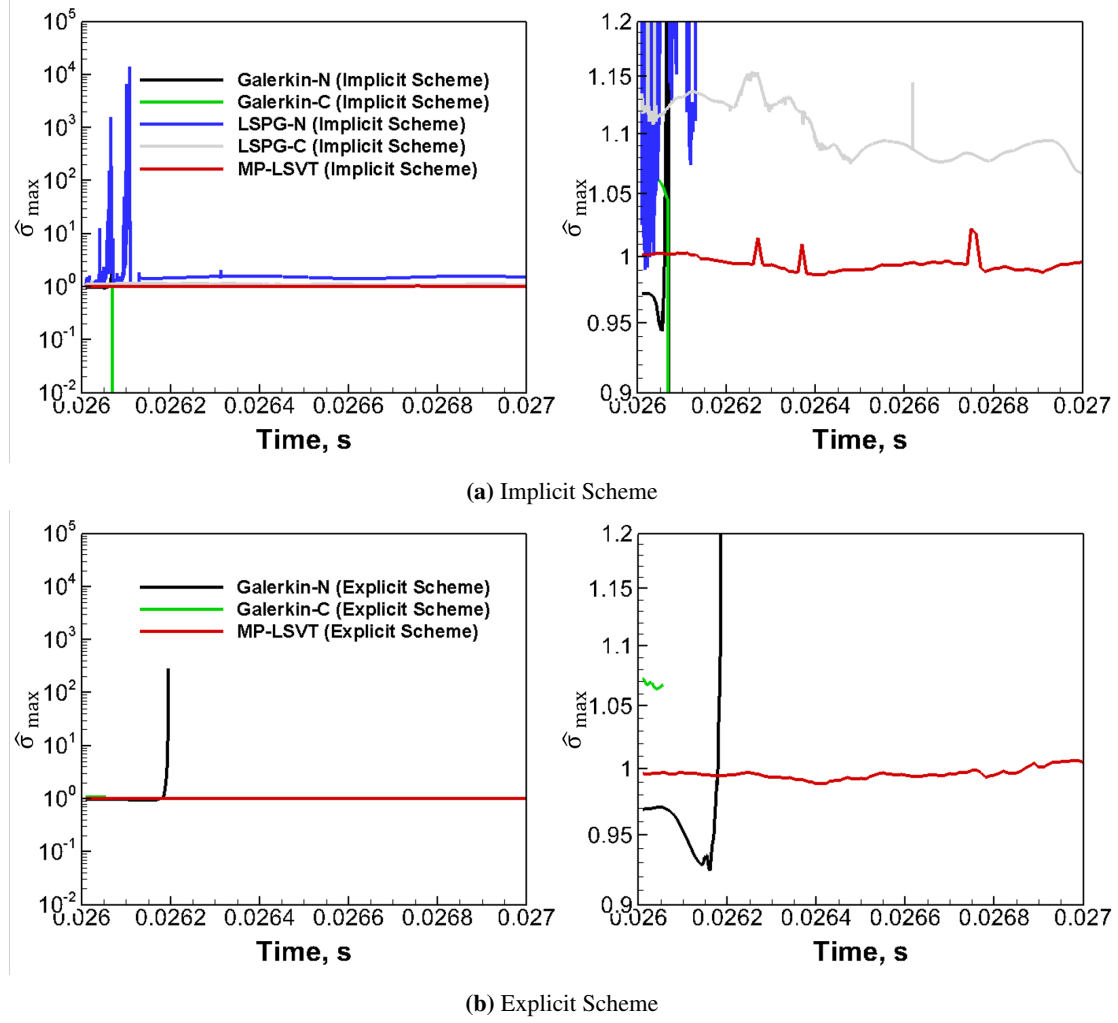 10^5
10^4
10^3
10^2
10^1
10^0
10^-1
10^-2
σ̂ max
Galerkin-N (Implicit Scheme)
Galerkin-C (Implicit Scheme)
LSPG-N (Implicit Scheme)
LSPG-C (Implicit Scheme)
MP-LSVT (Implicit Scheme)
0.026 0.0262 0.0264 0.0266 0.0268 0.027
Time, s
1.2
1.15
1.1
1.05
1
0.95
0.9
σ̂ max
0.026 0.0262 0.0264 0.0266 0.0268 0.027
Time, s
(a) Implicit Scheme
10^5
10^4
10^3
10^2
10^1
10^0
10^-1
10^-2
σ̂ max
Galerkin-N (Explicit Scheme)
Galerkin-C (Explicit Scheme)
MP-LSVT (Explicit Scheme)
0.026 0.0262 0.0264 0.0266 0.0268 0.027
Time, s
1.2
1.15
1.1
1.05
1
0.95
0.9
σ̂ max
0.026 0.0262 0.0264 0.0266 0.0268 0.027
Time, s
(b) Explicit Scheme